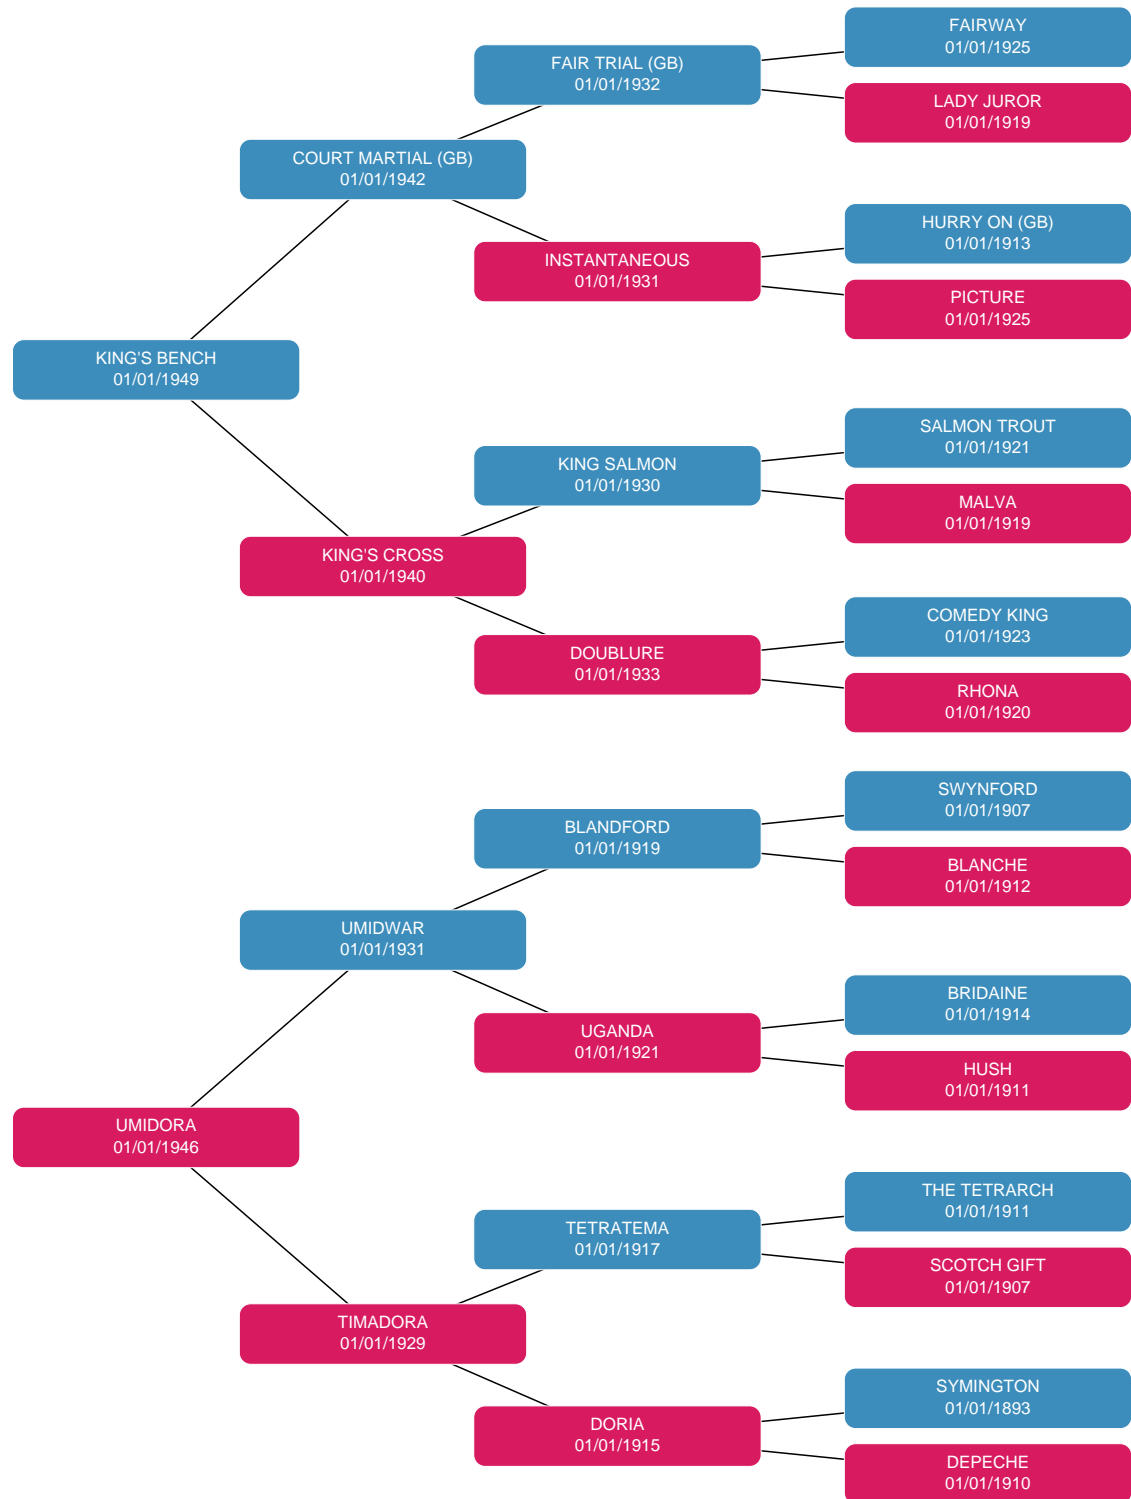 FAIRWAY
01/01/1925
FAIR TRIAL (GB)
01/01/1932
LADY JUROR
01/01/1919
COURT MARTIAL (GB)
01/01/1942
HURRY ON (GB)
01/01/1913
INSTANTANEOUS
01/01/1931
PICTURE
01/01/1925
KING'S BENCH
01/01/1949
SALMON TROUT
01/01/1921
KING SALMON
01/01/1930
MALVA
01/01/1919
KING'S CROSS
01/01/1940
COMEDY KING
01/01/1923
DOUBLURE
01/01/1933
RHONA
01/01/1920
SWYNFORD
01/01/1907
BLANDFORD
01/01/1919
BLANCHE
01/01/1912
UMIDWAR
01/01/1931
BRIDAINE
01/01/1914
UGANDA
01/01/1921
HUSH
01/01/1911
UMIDORA
01/01/1946
THE TETRARCH
01/01/1911
TETRATEMA
01/01/1917
SCOTCH GIFT
01/01/1907
TIMADORA
01/01/1929
SYMINGTON
01/01/1893
DORIA
01/01/1915
DEPECHE
01/01/1910